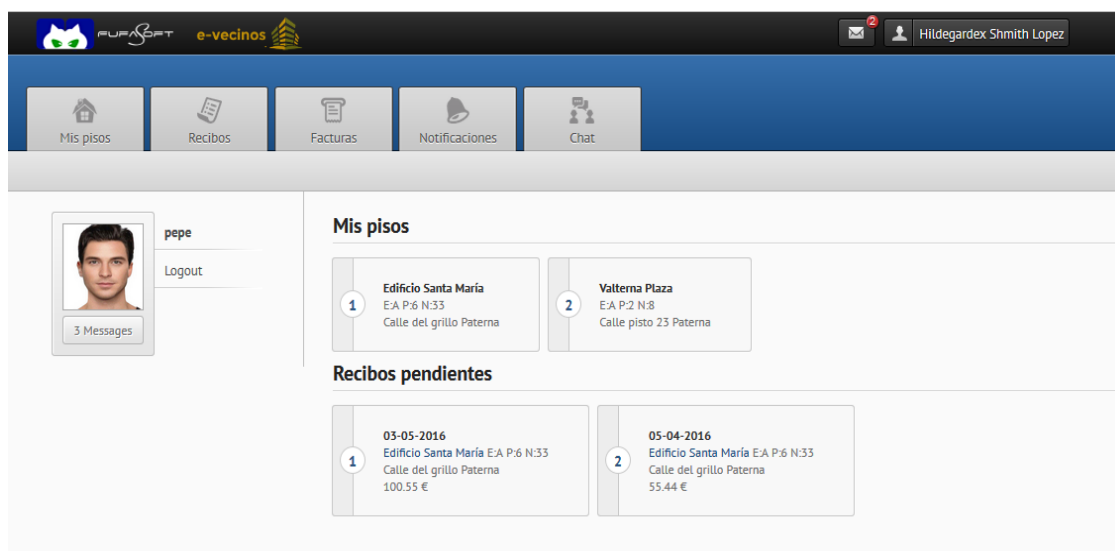 FUFASOFT e-vecinos
2
Hildegardex Shmith Lopez
Mis pisos
Recibos
Facturas
Notificaciones
Chat
pepe
Logout
3 Messages
Mis pisos
1
Edificio Santa María
E:A P:6 N:33
Calle del grillo Paterna
2
Valterna Plaza
E:A P:2 N:8
Calle pisto 23 Paterna
Recibos pendientes
1
03-05-2016
Edificio Santa María E:A P:6 N:33
Calle del grillo Paterna
100.55 €
2
05-04-2016
Edificio Santa María E:A P:6 N:33
Calle del grillo Paterna
55.44 €